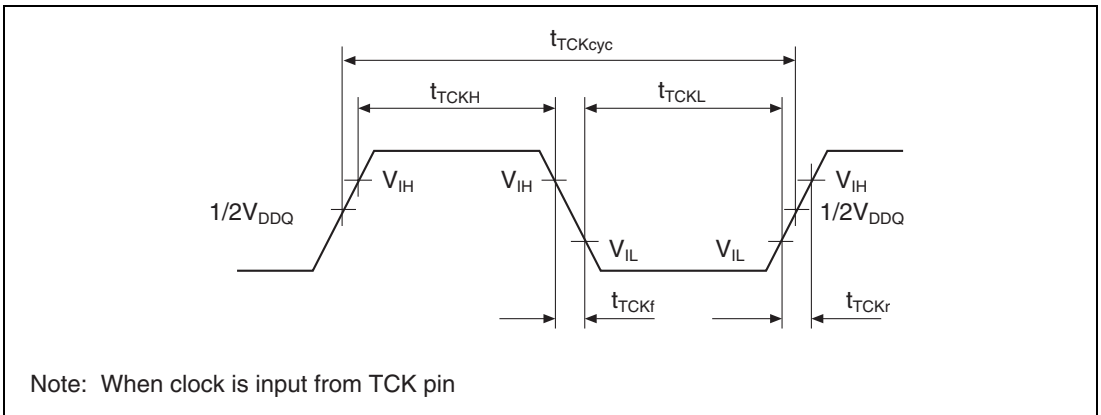 tTCKcyc
tTCKH tTCKL
VIH VIH VIH
1/2VDDQ 1/2VDDQ
VIL VIL
tTCKf tTCKr
Note: When clock is input from TCK pin